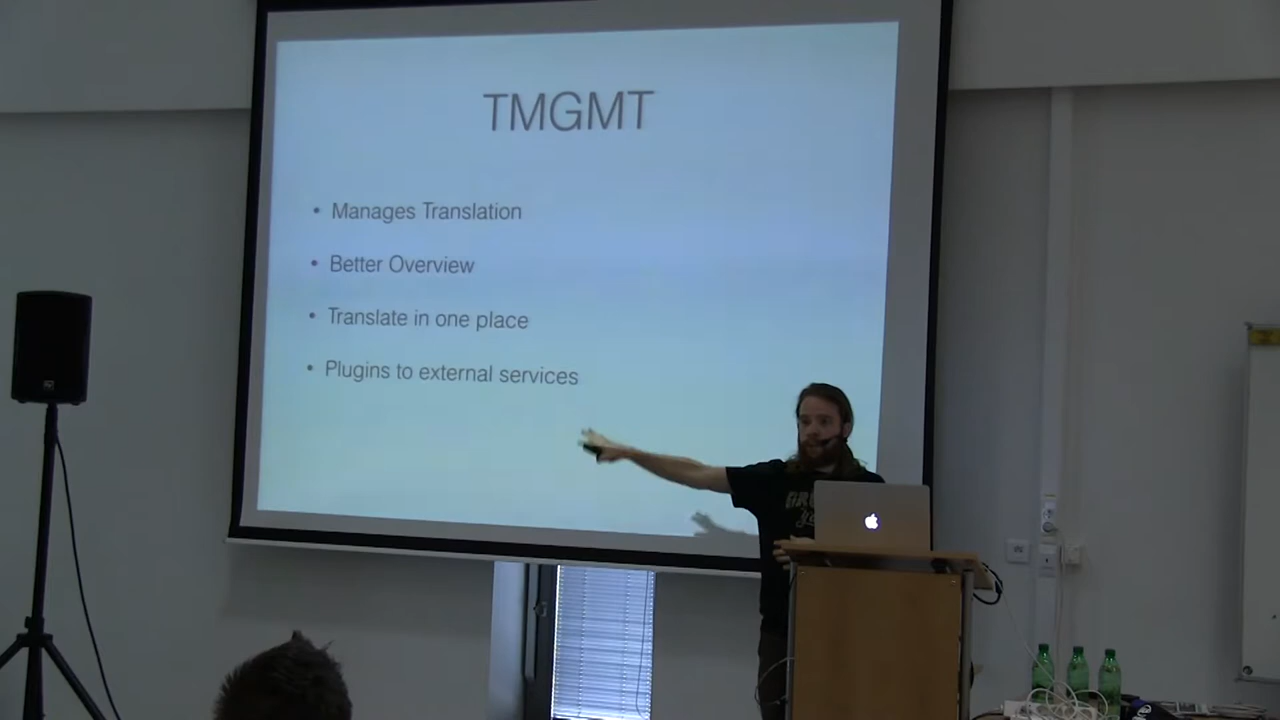 TMGMT
• Manages Translation
• Better Overview
• Translate in one place
• Plugins to external services